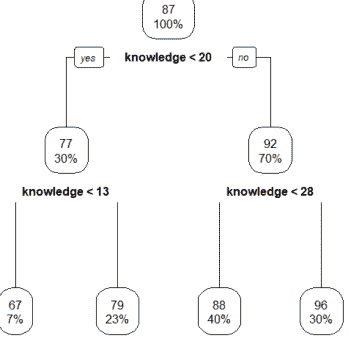 87
100%
yes
knowledge < 20
no
77
30%
92
70%
knowledge < 13
knowledge < 28
67
7%
79
23%
88
40%
96
30%